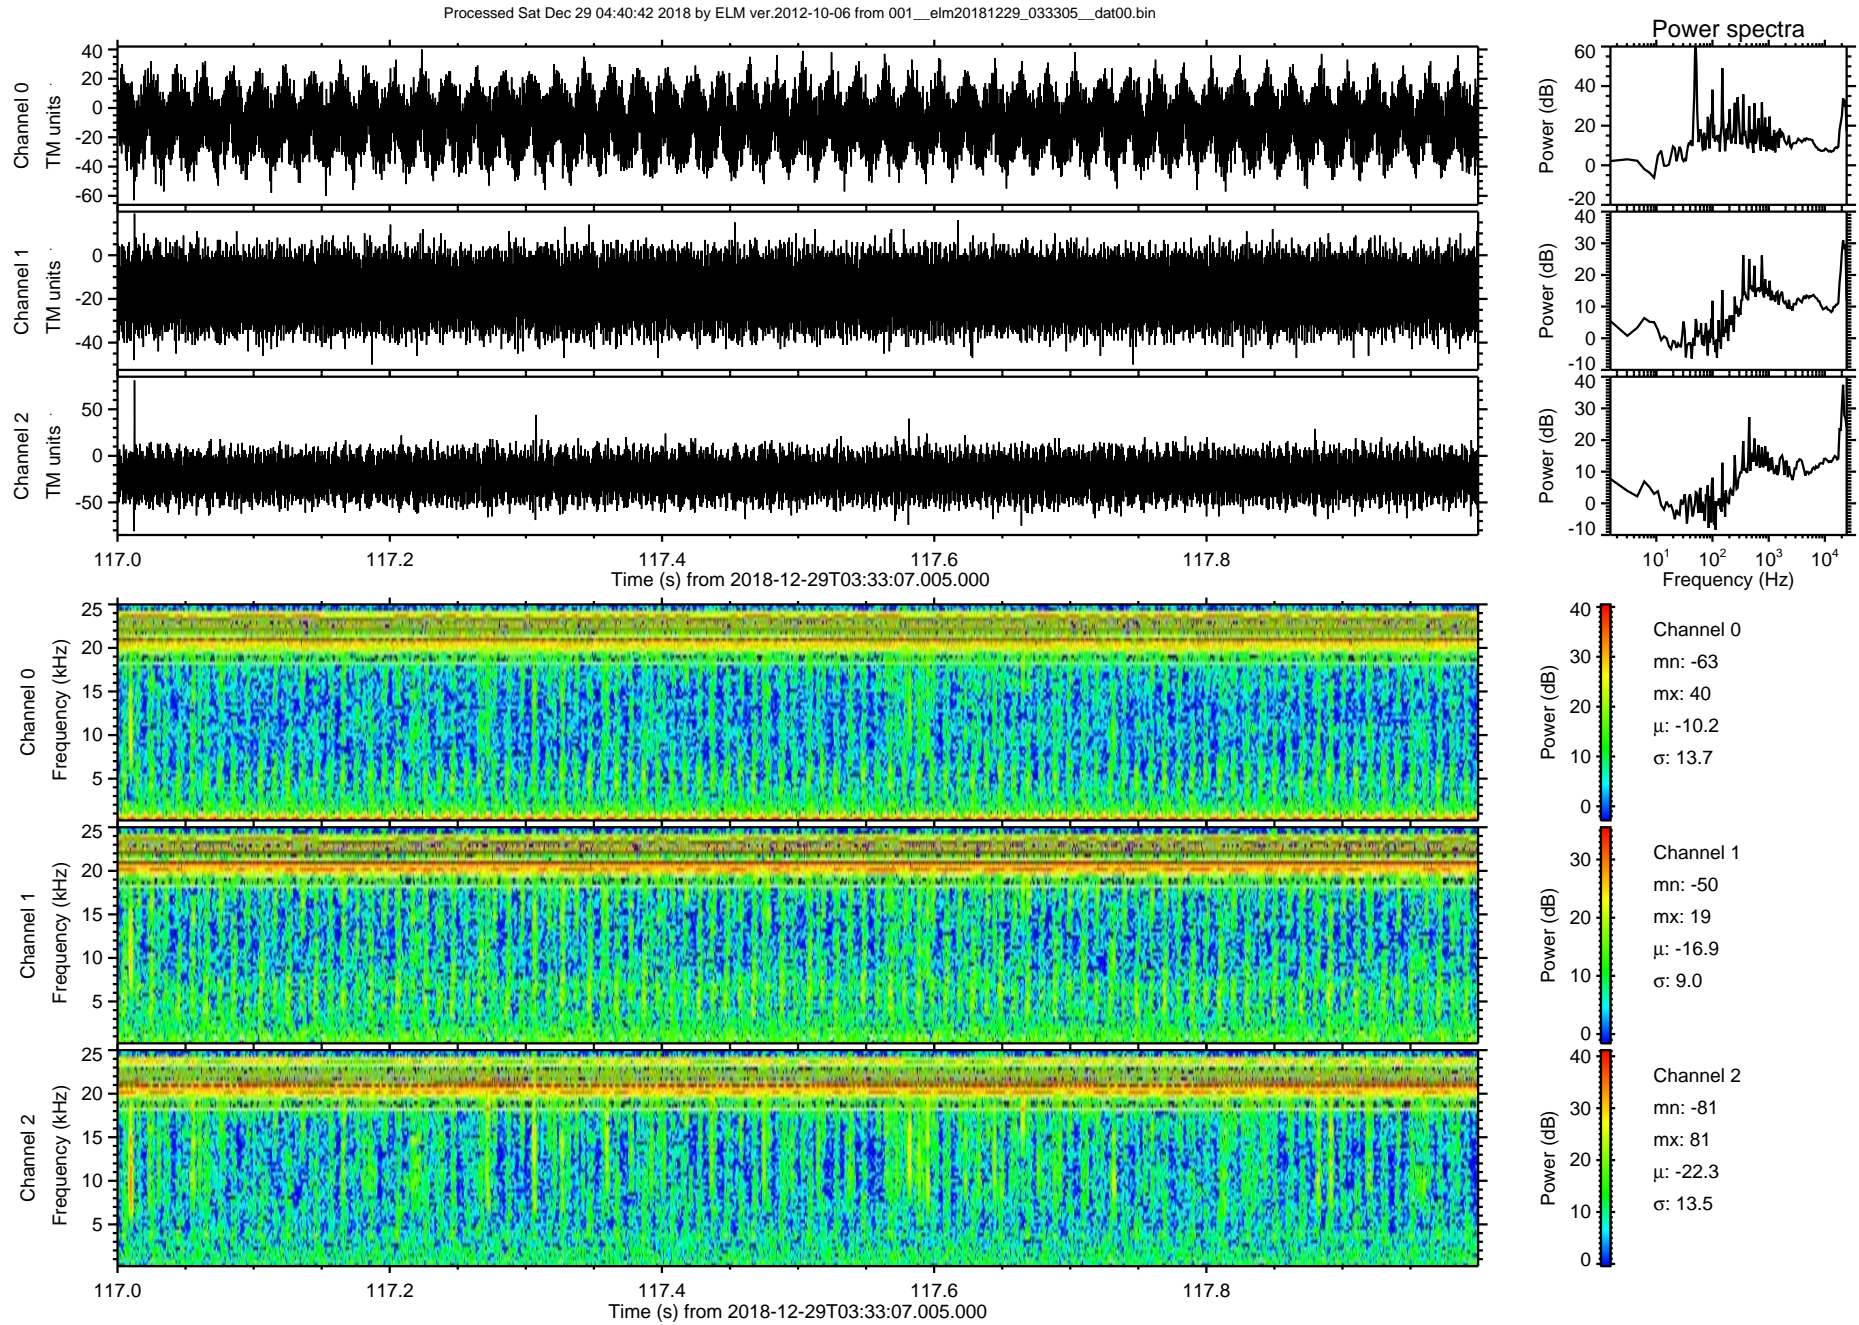 Processed Sat Dec 29 04:40:42 2018 by ELM ver.2012-10-06 from 001__elm20181229_033305__dat00.bin
Power spectra
Channel 0
TM units
40
20
0
-20
-40
-60
Power (dB)
60
40
20
0
-20
Channel 1
TM units
0
-20
-40
Power (dB)
40
30
20
10
0
-10
Channel 2
TM units
50
0
-50
Power (dB)
40
30
20
10
0
-10
117.0 117.2 117.4 117.6 117.8
Time (s) from 2018-12-29T03:33:07.005.000
10^1 10^2 10^3 10^4
Frequency (Hz)
Channel 0
Frequency (kHz)
25
20
15
10
5
Power (dB)
40
30
20
10
0
Channel 0
mn: -63
mx: 40
μ: -10.2
σ: 13.7
Channel 1
Frequency (kHz)
25
20
15
10
5
Power (dB)
30
20
10
0
Channel 1
mn: -50
mx: 19
μ: -16.9
σ: 9.0
Channel 2
Frequency (kHz)
25
20
15
10
5
Power (dB)
40
30
20
10
0
Channel 2
mn: -81
mx: 81
μ: -22.3
σ: 13.5
117.0 117.2 117.4 117.6 117.8
Time (s) from 2018-12-29T03:33:07.005.000